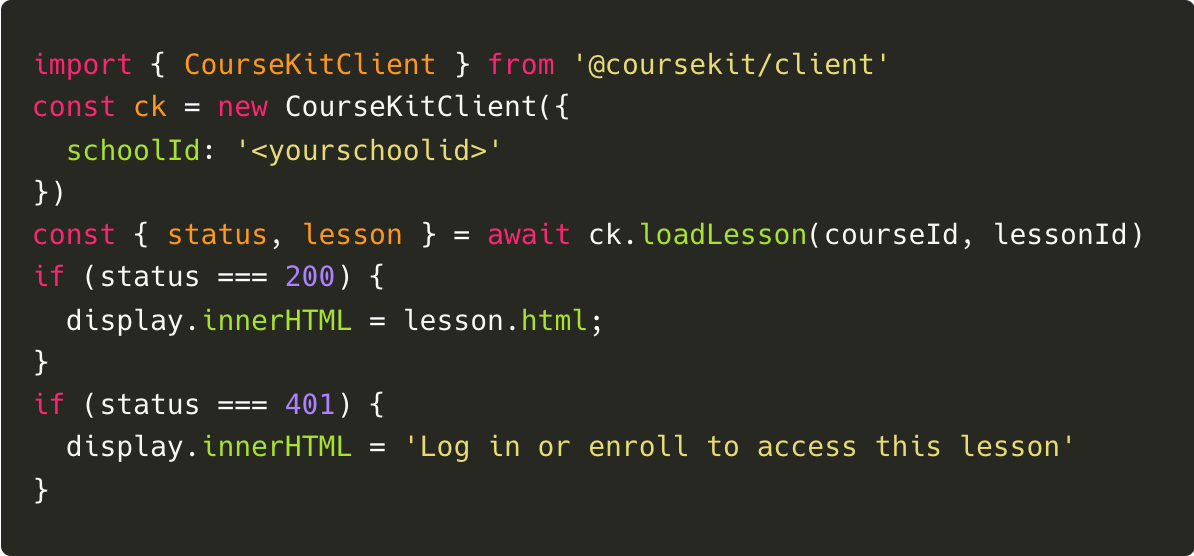 import { CourseKitClient } from '@coursekit/client'
const ck = new CourseKitClient({
  schoolId: '<yourschoolid>'
})
const { status, lesson } = await ck.loadLesson(courseId, lessonId)
if (status === 200) {
  display.innerHTML = lesson.html;
}
if (status === 401) {
  display.innerHTML = 'Log in or enroll to access this lesson'
}